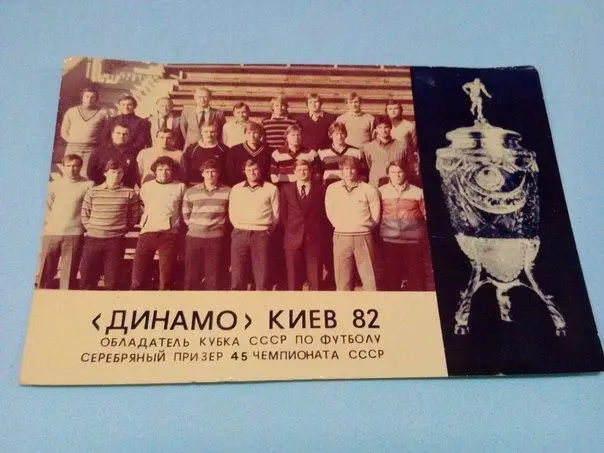 ‹ДИНАМО› КИЕВ 82
ОБЛАДАТЕЛЬ КУБКА СССР ПО ФУТБОЛУ
СЕРЕБРЯНЫЙ ПРИЗЕР 45 ЧЕМПИОНАТА СССР